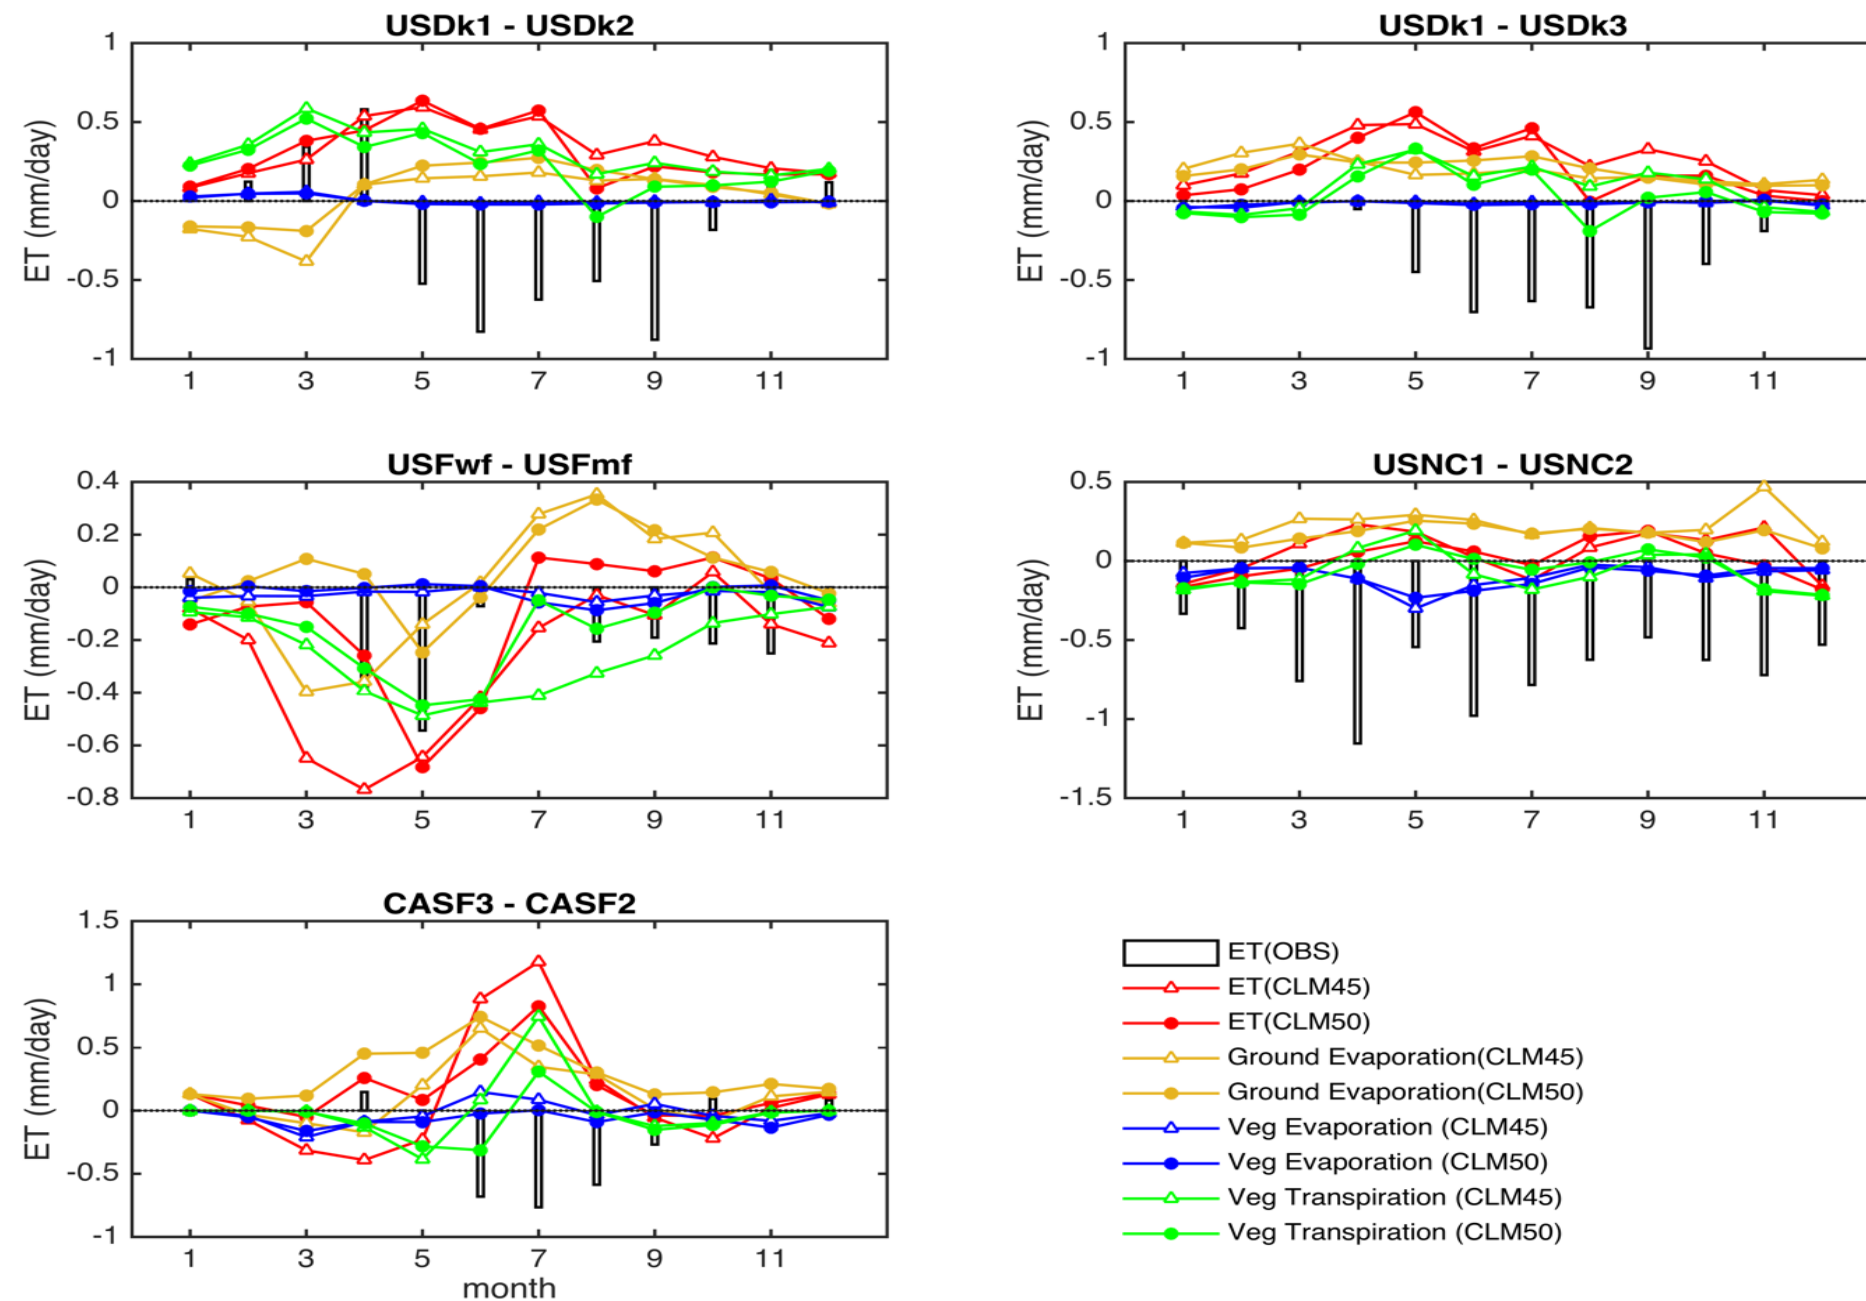 USDk1 - USDk2
ET (mm/day)
1
0.5
0
-0.5
-1
1 3 5 7 9 11
USDk1 - USDk3
ET (mm/day)
1
0.5
0
-0.5
-1
1 3 5 7 9 11
USFwf - USFmf
ET (mm/day)
0.4
0.2
0
-0.2
-0.4
-0.6
-0.8
1 3 5 7 9 11
USNC1 - USNC2
ET (mm/day)
0.5
0
-0.5
-1
-1.5
1 3 5 7 9 11
CASF3 - CASF2
ET (mm/day)
1.5
1
0.5
0
-0.5
-1
1 3 5 7 9 11
month
ET(OBS)
ET(CLM45)
ET(CLM50)
Ground Evaporation(CLM45)
Ground Evaporation(CLM50)
Veg Evaporation (CLM45)
Veg Evaporation (CLM50)
Veg Transpiration (CLM45)
Veg Transpiration (CLM50)